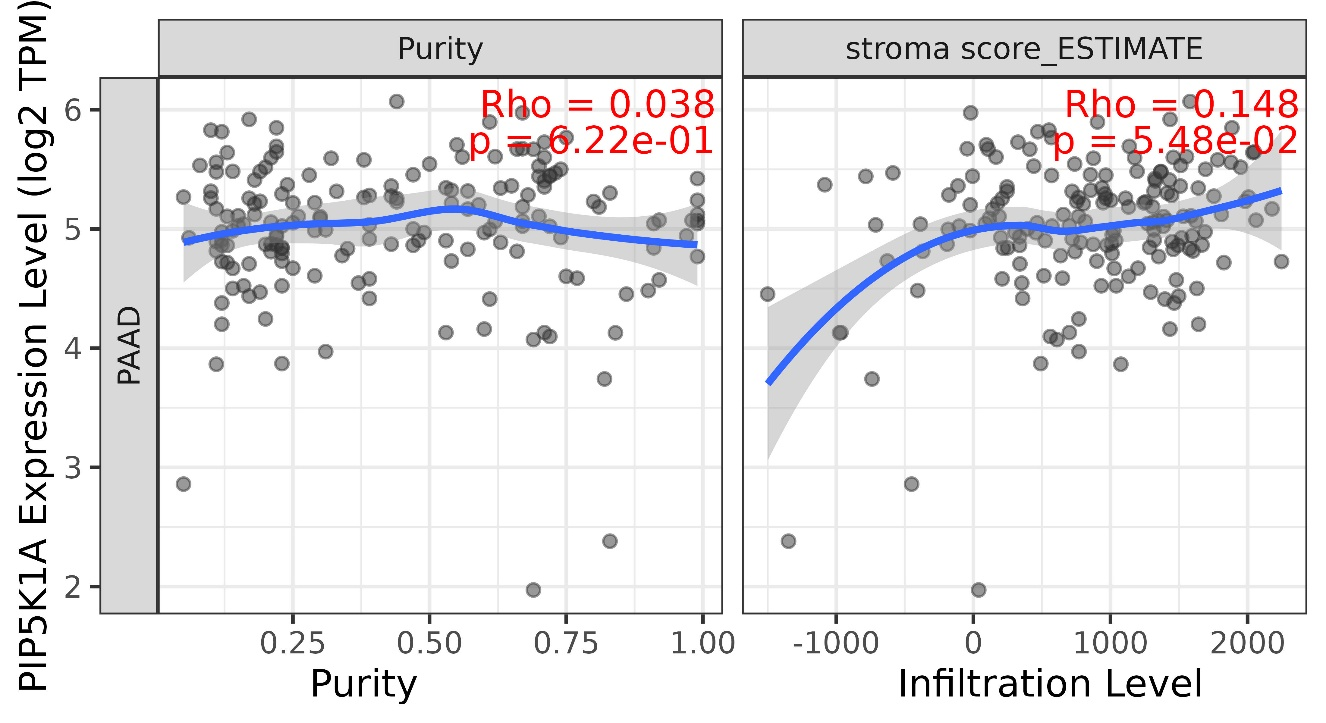 PIP5K1A Expression Level (log2 TPM)
PAAD
Purity
stroma score_ESTIMATE
Rho = 0.038
p = 6.22e-01
Rho = 0.148
p = 5.48e-02
6
5
4
3
2
0.25 0.50 0.75 1.00
-1000 0 1000 2000
Purity
Infiltration Level